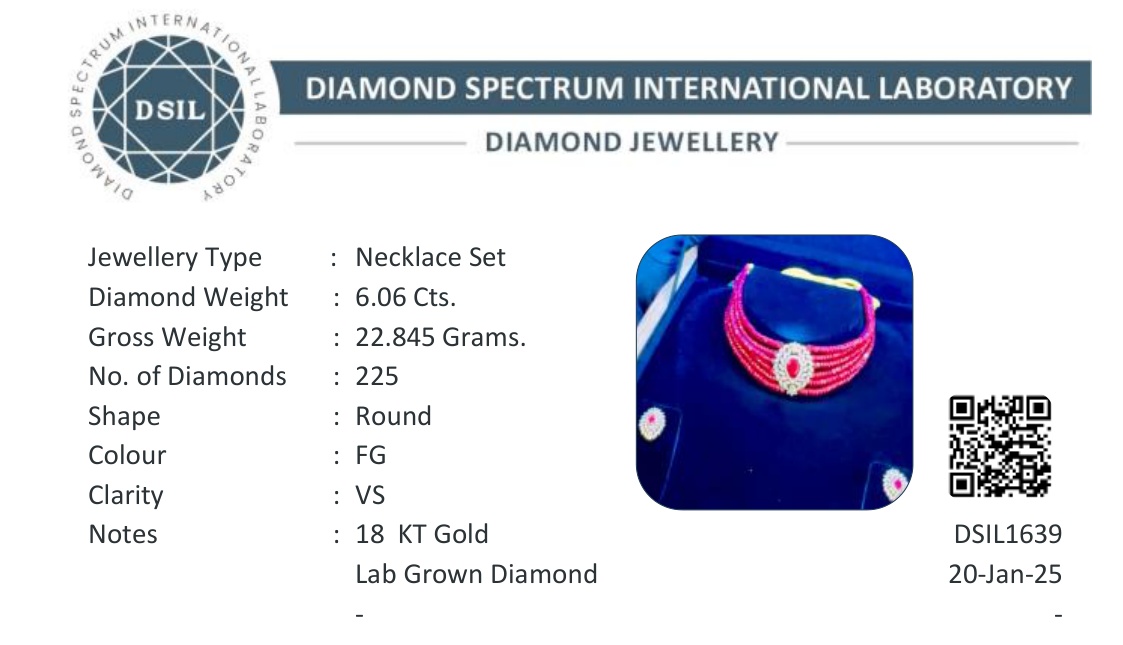 DIAMOND SPECTRUM INTERNATIONAL LABORATORY
DSIL
DIAMOND SPECTRUM INTERNATIONAL LABORATORY
DIAMOND JEWELLERY
Jewellery Type : Necklace Set
Diamond Weight : 6.06 Cts.
Gross Weight : 22.845 Grams.
No. of Diamonds : 225
Shape : Round
Colour : FG
Clarity : VS
Notes : 18 KT Gold
DSIL1639
Lab Grown Diamond
20-Jan-25
-
-